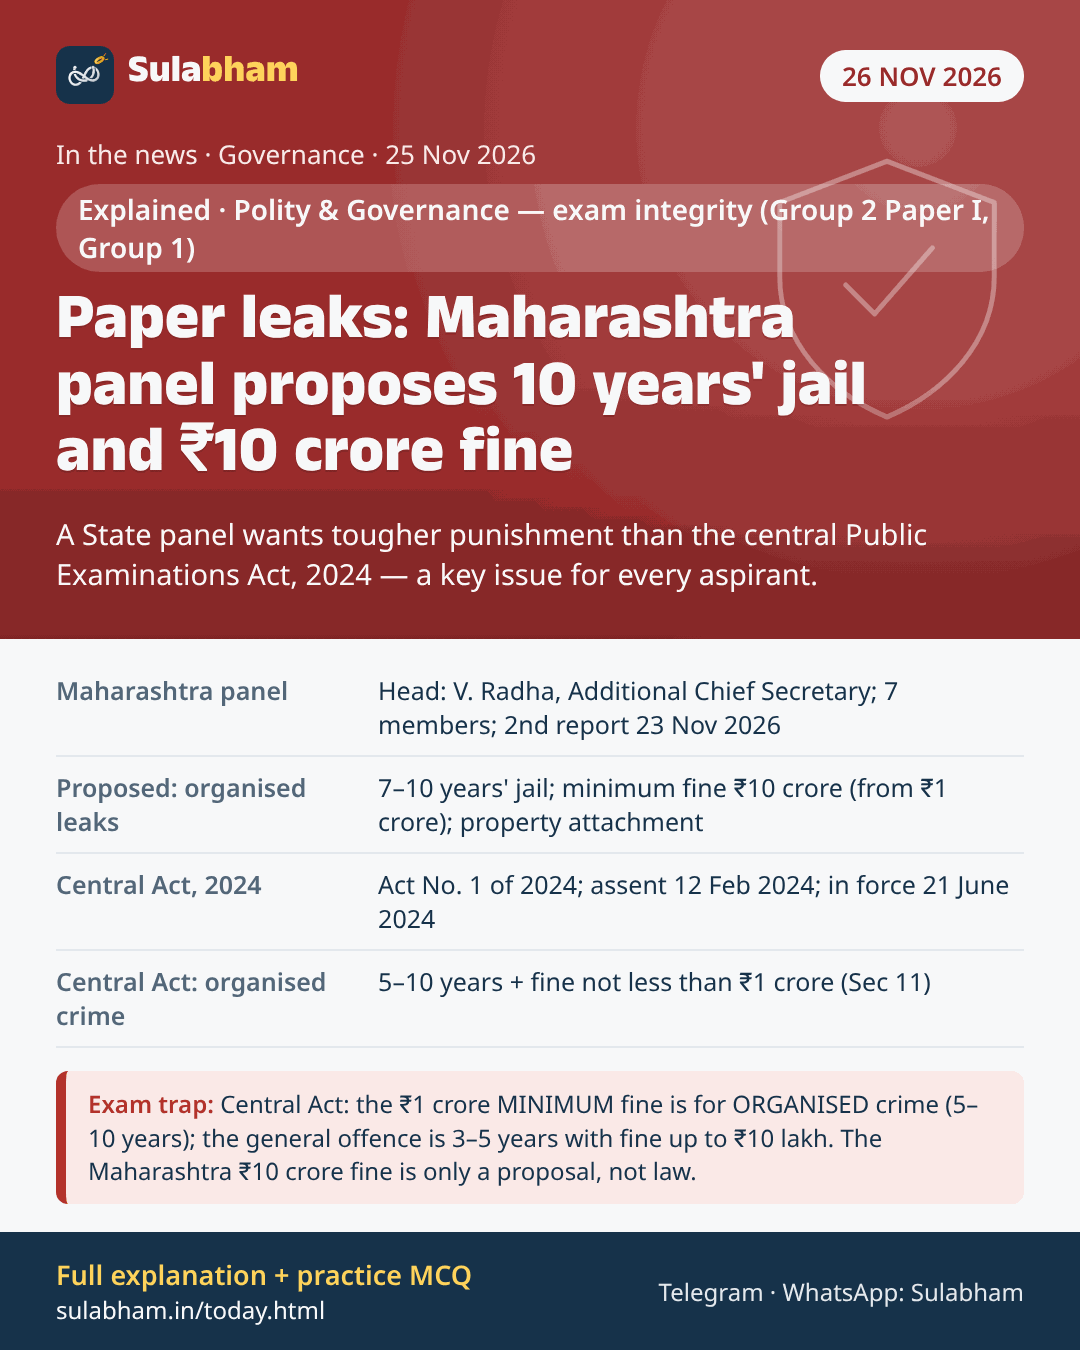 Sulabham
26 NOV 2026
In the news · Governance · 25 Nov 2026
Explained · Polity & Governance — exam integrity (Group 2 Paper I,
Group 1)
Paper leaks: Maharashtra
panel proposes 10 years' jail
and ₹10 crore fine
A State panel wants tougher punishment than the central Public
Examinations Act, 2024 — a key issue for every aspirant.
Maharashtra panel
Head: V. Radha, Additional Chief Secretary; 7
members; 2nd report 23 Nov 2026
Proposed: organised
leaks
7–10 years' jail; minimum fine ₹10 crore (from ₹1
crore); property attachment
Central Act, 2024
Act No. 1 of 2024; assent 12 Feb 2024; in force 21 June
2024
Central Act: organised
crime
5–10 years + fine not less than ₹1 crore (Sec 11)
Exam trap: Central Act: the ₹1 crore MINIMUM fine is for ORGANISED crime (5–
10 years); the general offence is 3–5 years with fine up to ₹10 lakh. The
Maharashtra ₹10 crore fine is only a proposal, not law.
Full explanation + practice MCQ
sulabham.in/today.html
Telegram · WhatsApp: Sulabham